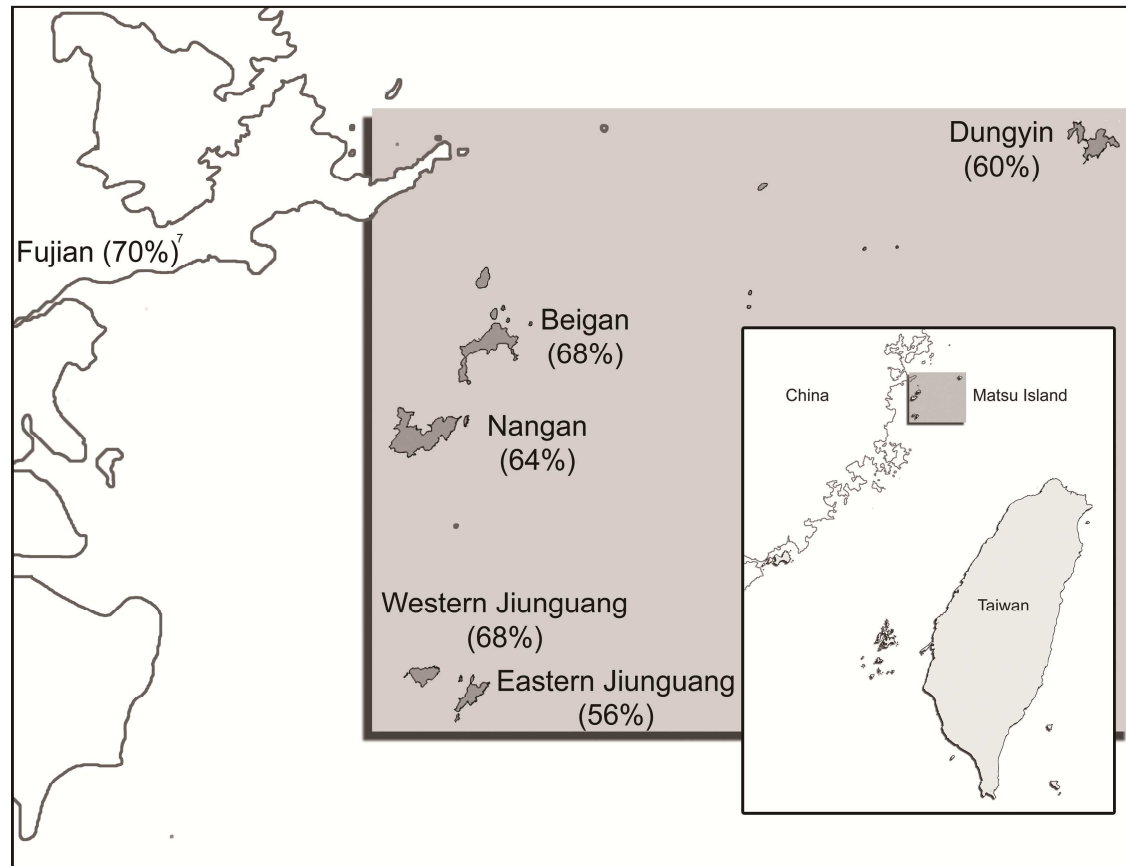 Dungyin
(60%)
Fujian (70%)7
Beigan
(68%)
Nangan
(64%)
Western Jiunguang
(68%)
Eastern Jiunguang
(56%)
China
Matsu Island
Taiwan